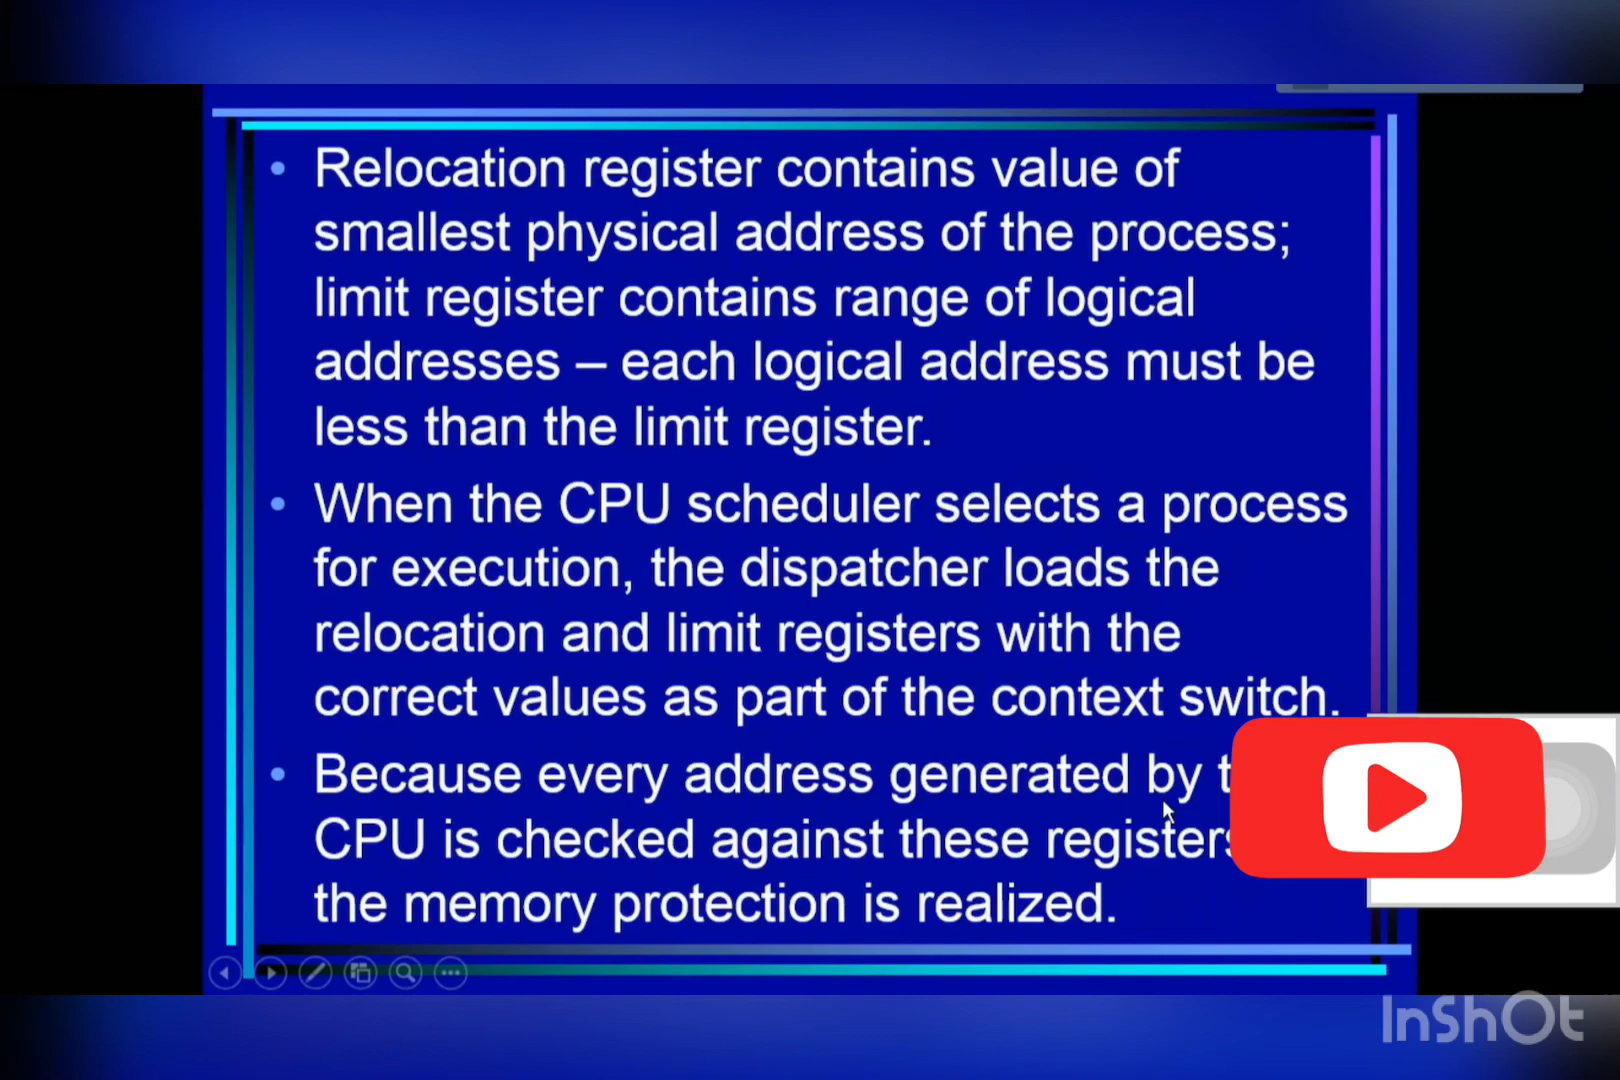 Relocation register contains value of
smallest physical address of the process;
limit register contains range of logical
addresses – each logical address must be
less than the limit register.
When the CPU scheduler selects a process
for execution, the dispatcher loads the
relocation and limit registers with the
correct values as part of the context switch.
Because every address generated by
CPU is checked against these registers
the memory protection is realized.
InShOt